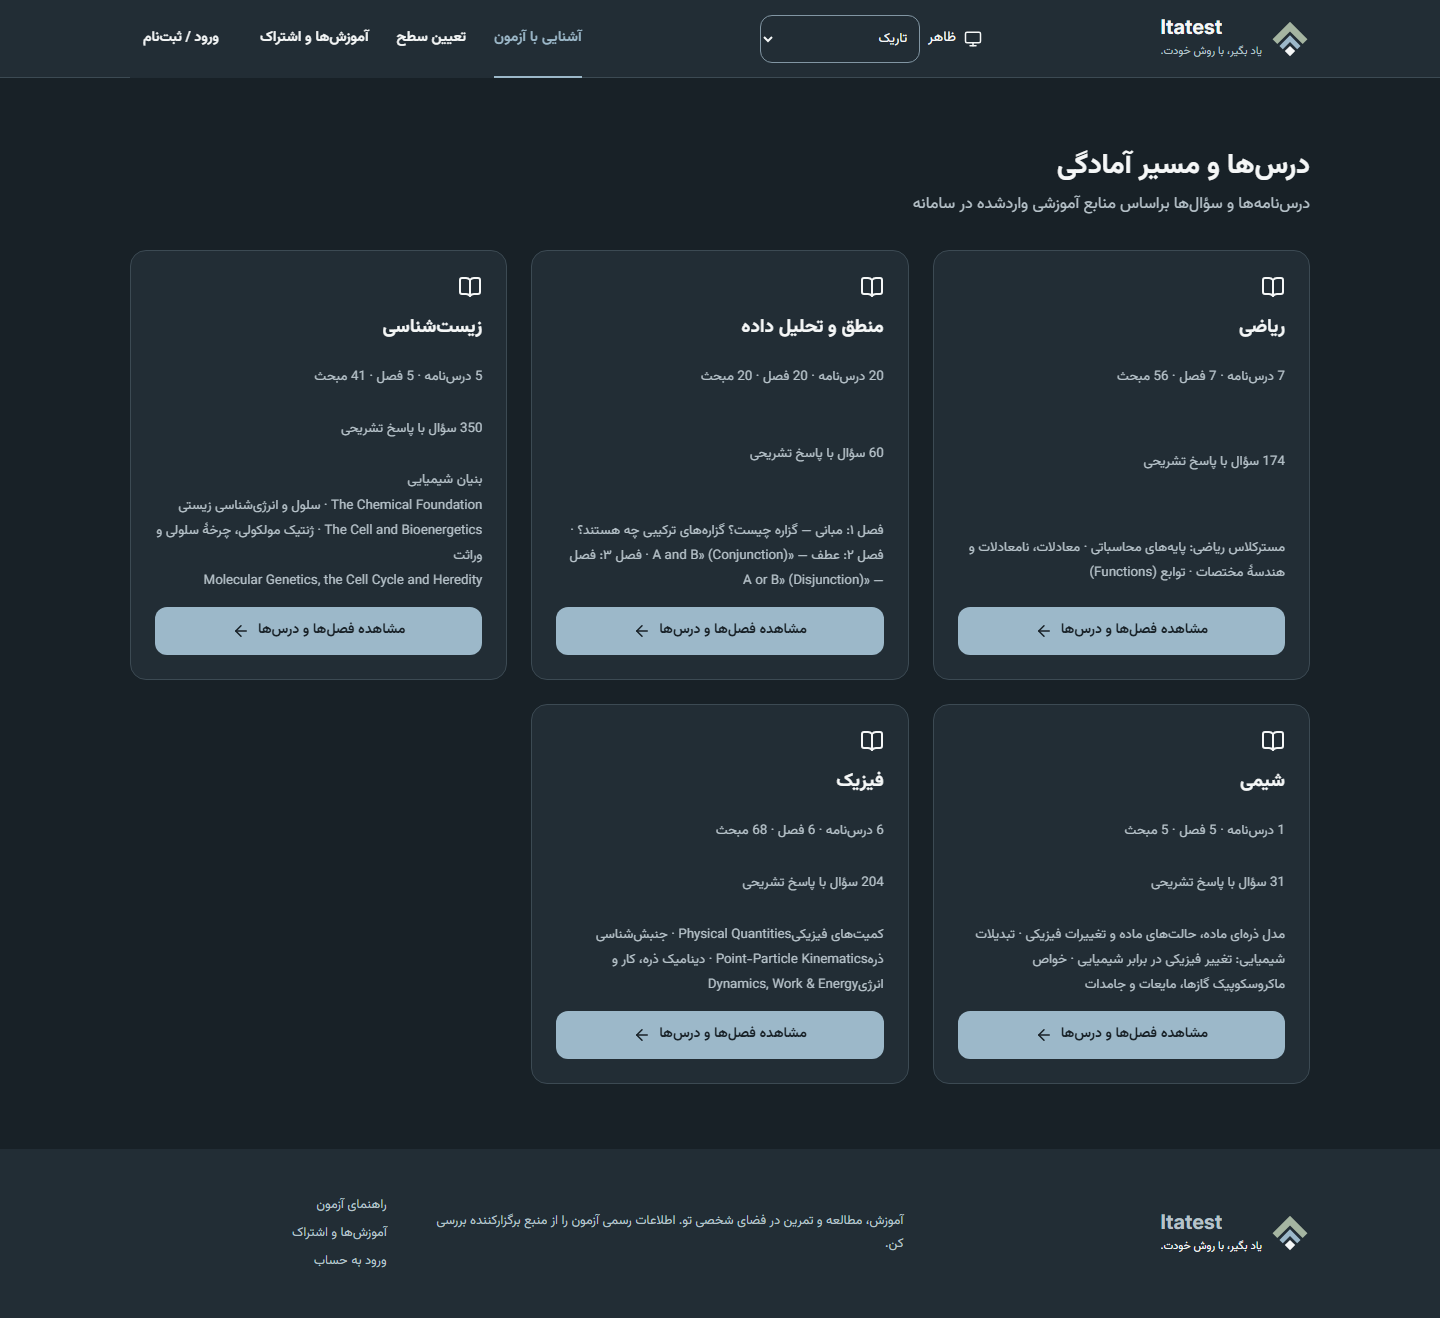 Itatest
یاد بگیر، با روش خودت.
ظاهر
تاریک
آشنایی با آزمون
تعیین سطح
آموزش‌ها و اشتراک
ورود / ثبت‌نام
درس‌ها و مسیر آمادگی
درس‌نامه‌ها و سؤال‌ها براساس منابع آموزشی واردشده در سامانه
ریاضی
7 درس‌نامه · 7 فصل · 56 مبحث
174 سؤال با پاسخ تشریحی
مسترکلاس ریاضی: پایه‌های محاسباتی · معادلات، نامعادلات و
هندسهٔ مختصات · توابع (Functions)
مشاهده فصل‌ها و درس‌ها
منطق و تحلیل داده
20 درس‌نامه · 20 فصل · 20 مبحث
60 سؤال با پاسخ تشریحی
فصل ۱: مبانی — گزاره چیست؟ گزاره‌های ترکیبی چه هستند؟ ·
فصل ۲: عطف — «A and B» (Conjunction) · فصل ۳: فصل
— «A or B» (Disjunction)
مشاهده فصل‌ها و درس‌ها
زیست‌شناسی
5 درس‌نامه · 5 فصل · 41 مبحث
350 سؤال با پاسخ تشریحی
بنیان شیمیایی
The Chemical Foundation · سلول و انرژی‌شناسی زیستی
The Cell and Bioenergetics · ژنتیک مولکولی، چرخهٔ سلولی و
وراثت
Molecular Genetics, the Cell Cycle and Heredity
مشاهده فصل‌ها و درس‌ها
شیمی
1 درس‌نامه · 5 فصل · 5 مبحث
31 سؤال با پاسخ تشریحی
مدل ذره‌ای ماده، حالت‌های ماده و تغییرات فیزیکی · تبدیلات
شیمیایی: تغییر فیزیکی در برابر شیمیایی · خواص
ماکروسکوپیک گازها، مایعات و جامدات
مشاهده فصل‌ها و درس‌ها
فیزیک
6 درس‌نامه · 6 فصل · 68 مبحث
204 سؤال با پاسخ تشریحی
کمیت‌های فیزیکیPhysical Quantities · جنبش‌شناسی
ذرهPoint-Particle Kinematics · دینامیک ذره، کار و
انرژیDynamics, Work & Energy
مشاهده فصل‌ها و درس‌ها
Itatest
یاد بگیر، با روش خودت.
آموزش، مطالعه و تمرین در فضای شخصی تو. اطلاعات رسمی آزمون را از منبع برگزارکننده بررسی
کن.
راهنمای آزمون
آموزش‌ها و اشتراک
ورود به حساب